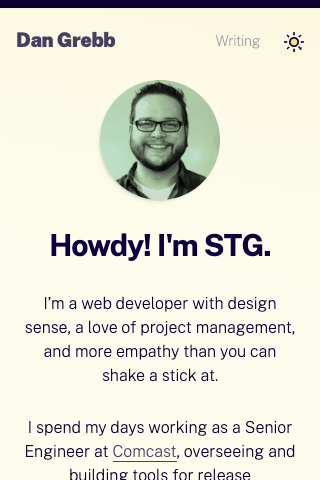 Dan Grebb
Writing
Howdy! I'm STG.
I’m a web developer with design
sense, a love of project management,
and more empathy than you can
shake a stick at.
I spend my days working as a Senior
Engineer at Comcast, overseeing and
building tools for release